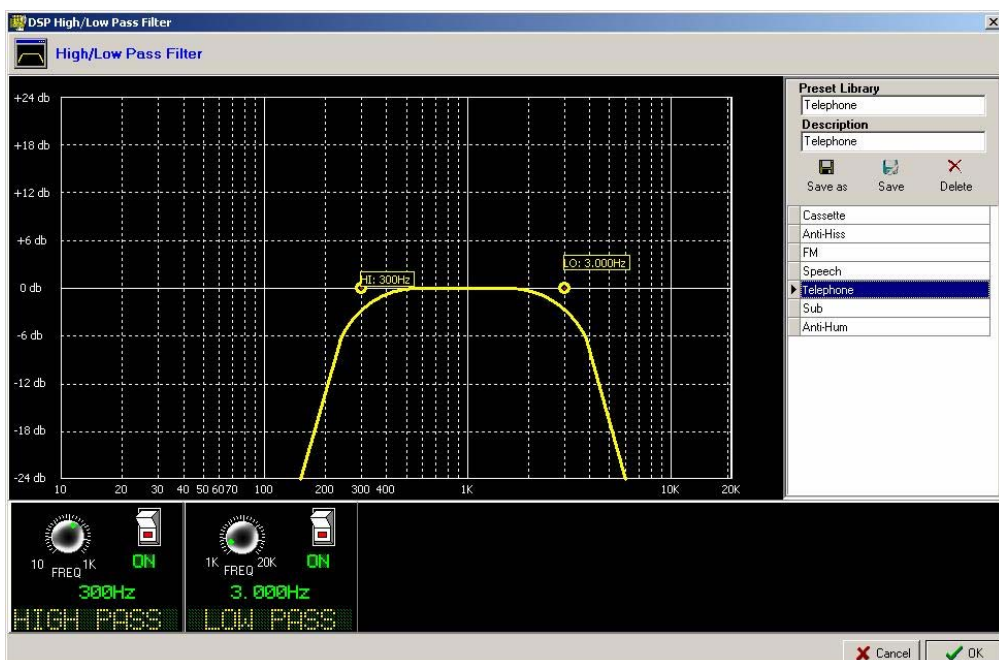 DSP High/Low Pass Filter
High/Low Pass Filter
+24 db
+18 db
+12 db
+6 db
0 db
-6 db
-12 db
-18 db
-24 db
HI: 300Hz
LO: 3.000Hz
10 20 30 40 50 60 70 100 200 300 400 1K 10K 20K
Preset Library
Telephone
Description
Telephone
Save as Save Delete
Cassette
Anti-Hiss
FM
Speech
Telephone
Sub
Anti-Hum
10 FREQ 1K ON
300Hz
HIGH PASS
1K FREQ 20K ON
3.000Hz
LOW PASS
Cancel OK